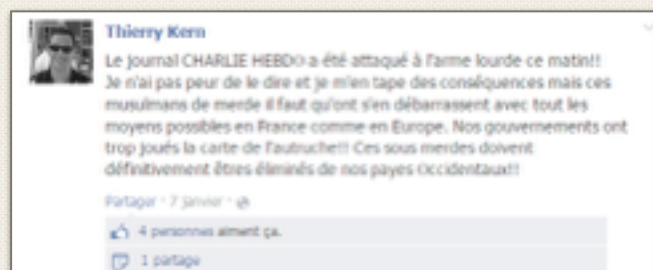 Thierry Kern
Le journal CHARLIE HEBDO a été attaqué à l'arme lourde ce matin!!
Je n'ai pas peur de le dire et je m'en tape des conséquences mais ces
musulmans de merde il faut qu'ont s'en débarrassent avec tout les
moyens possibles en France comme en Europe. Nos gouvernements ont
trop joués la carte de l'autruche!! Ces sous merdes doivent
définitivement êtres éliminés de nos payes Occidentaux!!
Partager · 7 janvier ·
4 personnes aiment ça.
1 partage